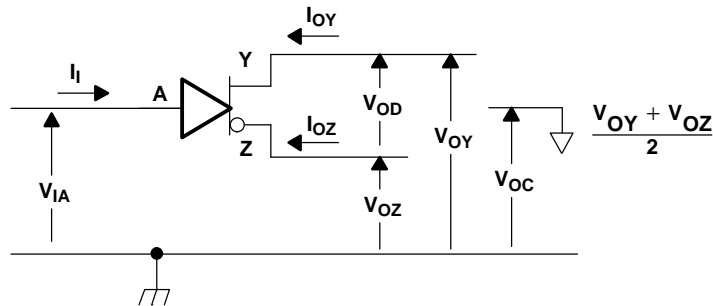 I_OY
Y
I_I
A
V_OD
V_OY
V_OY + V_OZ
2
I_OZ
Z
V_OC
V_IA
V_OZ